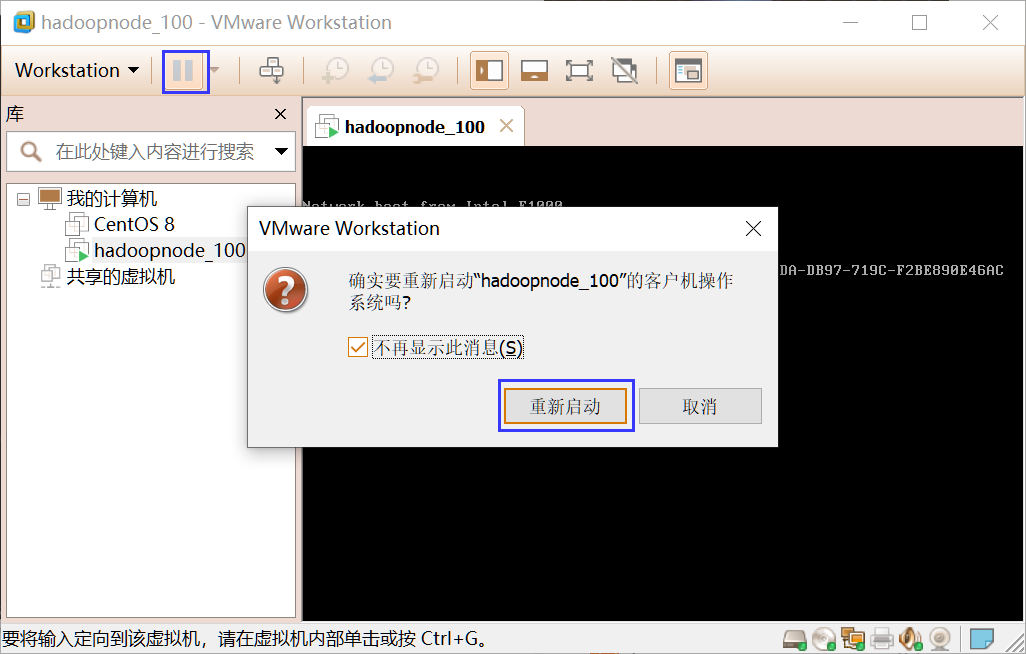 hadoopnode_100 - VMware Workstation
Workstation
库
hadoopnode_100
在此处键入内容进行搜索
我的计算机
CentOS 8
hadoopnode_100
共享的虚拟机
Network boot from Intel E1000
DA-DB97-719C-F2BE890E46AC
VMware Workstation
确实要重新启动“hadoopnode_100”的客户机操作
系统吗?
不再显示此消息(S)
重新启动
取消
要将输入定向到该虚拟机，请在虚拟机内部单击或按 Ctrl+G。